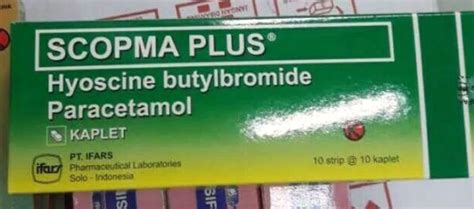 SCOPMA PLUS®
Hyoscine butylbromide
Paracetamol
KAPLET
PT. IFARS
Pharmaceutical Laboratories
Solo - Indonesia
ifars
10 strip @ 10 kaplet
K